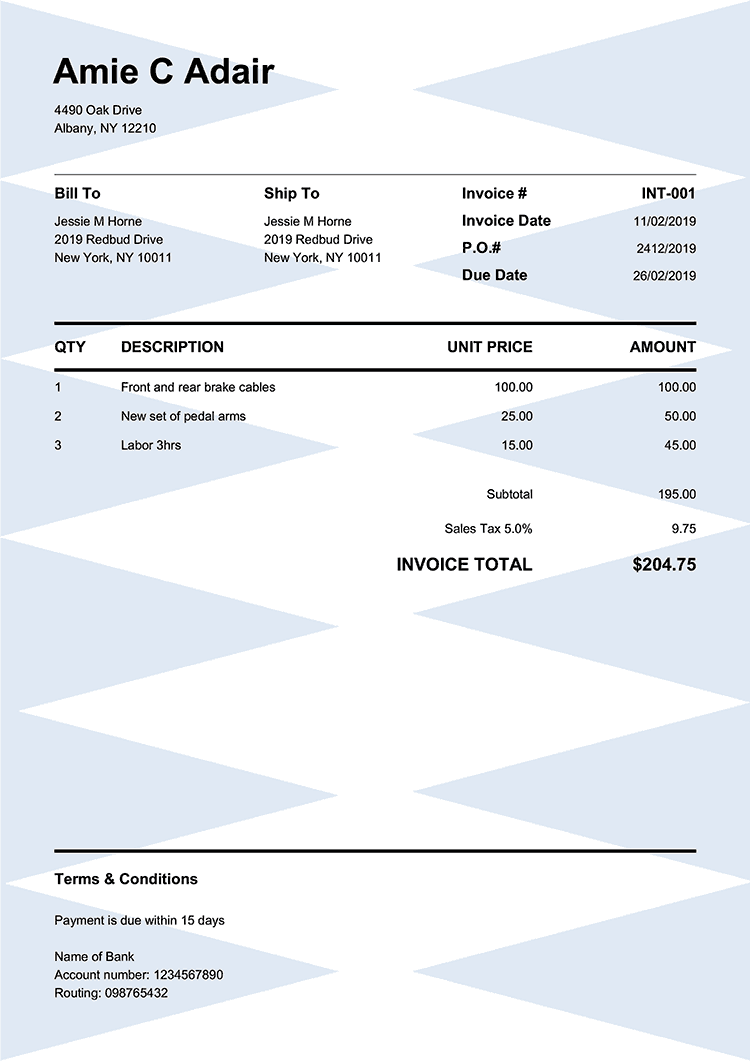 Amie C Adair
4490 Oak Drive
Albany, NY 12210
Bill To
Jessie M Horne
2019 Redbud Drive
New York, NY 10011
Ship To
Jessie M Horne
2019 Redbud Drive
New York, NY 10011
Invoice # INT-001
Invoice Date 11/02/2019
P.O.# 2412/2019
Due Date 26/02/2019
QTY DESCRIPTION UNIT PRICE AMOUNT
1 Front and rear brake cables 100.00 100.00
2 New set of pedal arms 25.00 50.00
3 Labor 3hrs 15.00 45.00
Subtotal 195.00
Sales Tax 5.0% 9.75
INVOICE TOTAL $204.75
Terms & Conditions
Payment is due within 15 days
Name of Bank
Account number: 1234567890
Routing: 098765432